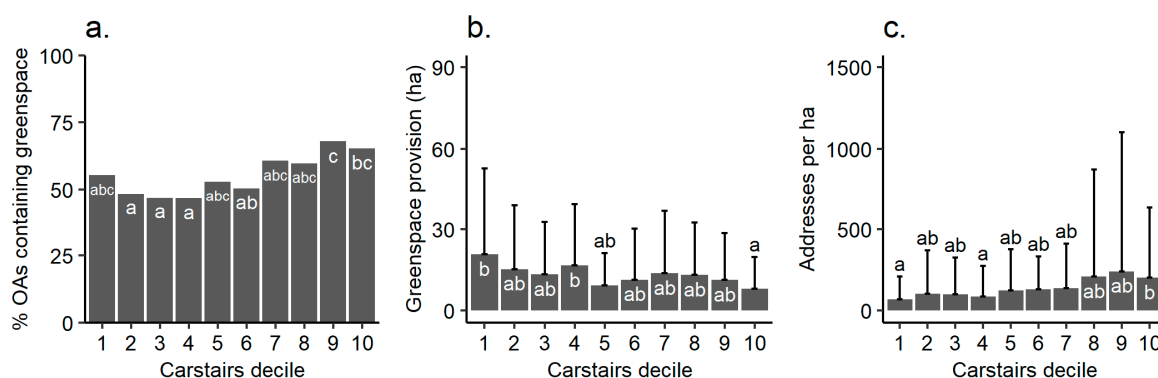 a.
% OAs containing greenspace
100
75
50
25
0
abc
a
a
a
abc
ab
abc
abc
c
bc
1 2 3 4 5 6 7 8 9 10
Carstairs decile
b.
Greenspace provision (ha)
90
60
30
0
b
ab
ab
b
ab
ab
ab
ab
ab
a
1 2 3 4 5 6 7 8 9 10
Carstairs decile
c.
Addresses per ha
1500
1000
500
0
a
ab
ab
a
ab
ab
ab
ab
ab
b
1 2 3 4 5 6 7 8 9 10
Carstairs decile